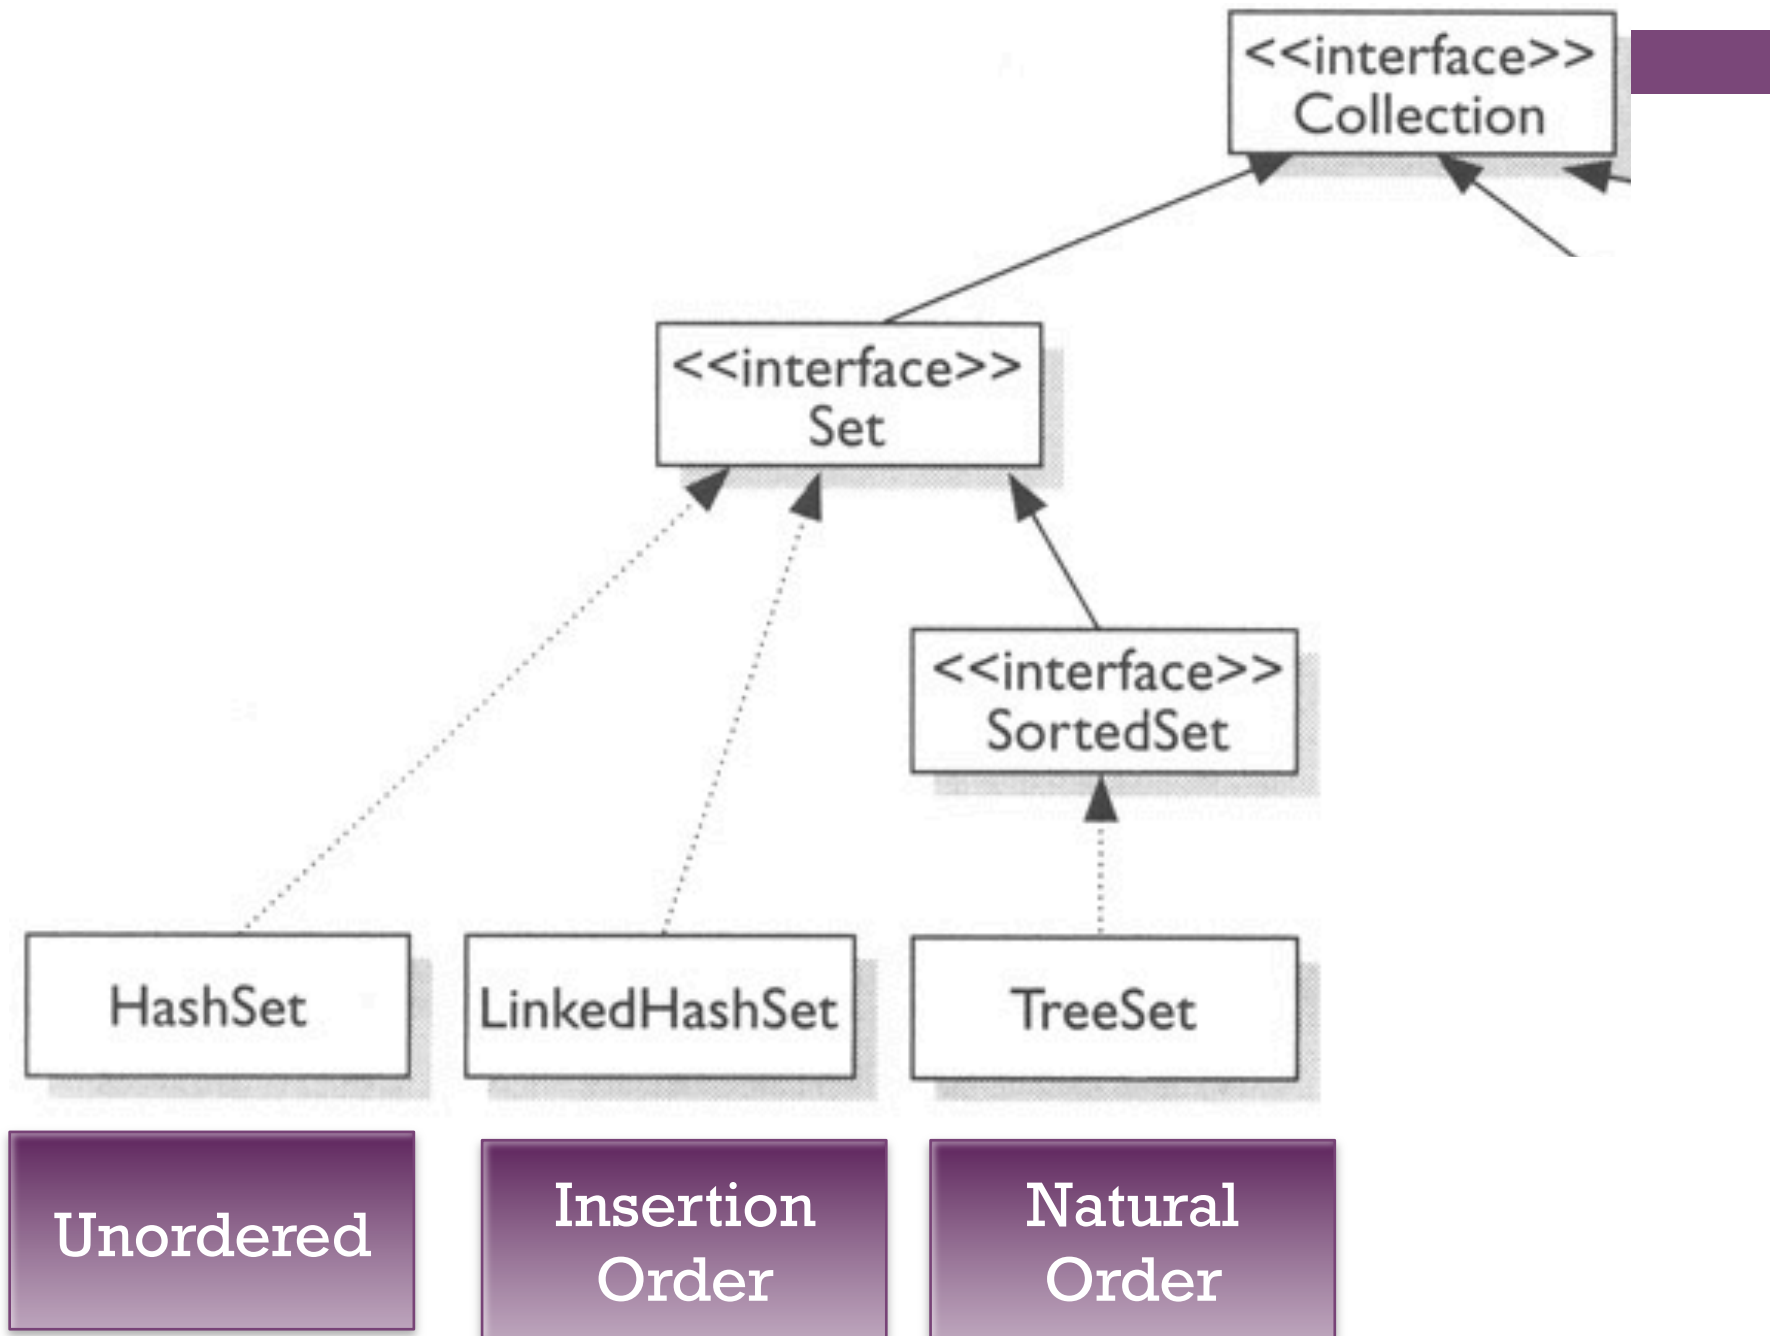 <<interface>>
Collection
<<interface>>
Set
<<interface>>
SortedSet
HashSet
LinkedHashSet
TreeSet
Unordered
Insertion
Order
Natural
Order